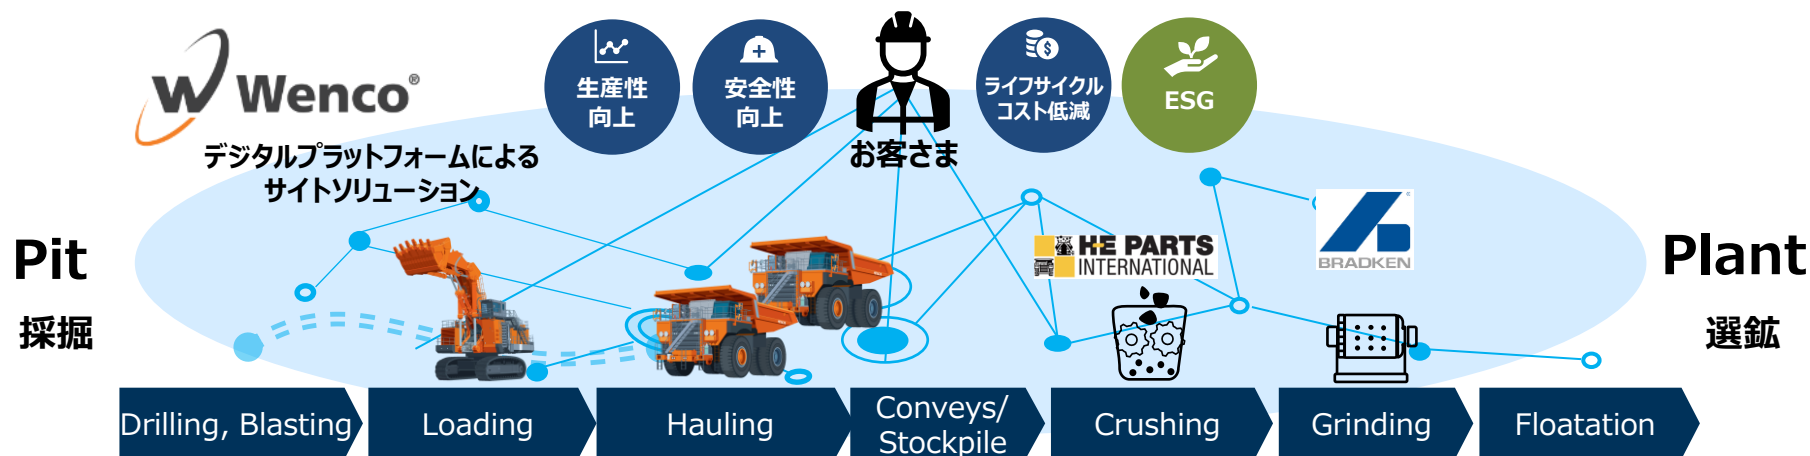 Wenco®
デジタルプラットフォームによる
サイトソリューション
生産性
向上
安全性
向上
お客さま
ライフサイクル
コスト低減
ESG
Pit
採掘
H-E PARTS
INTERNATIONAL
BRADKEN
Plant
選鉱
Drilling, Blasting
Loading
Hauling
Conveys/
Stockpile
Crushing
Grinding
Floatation